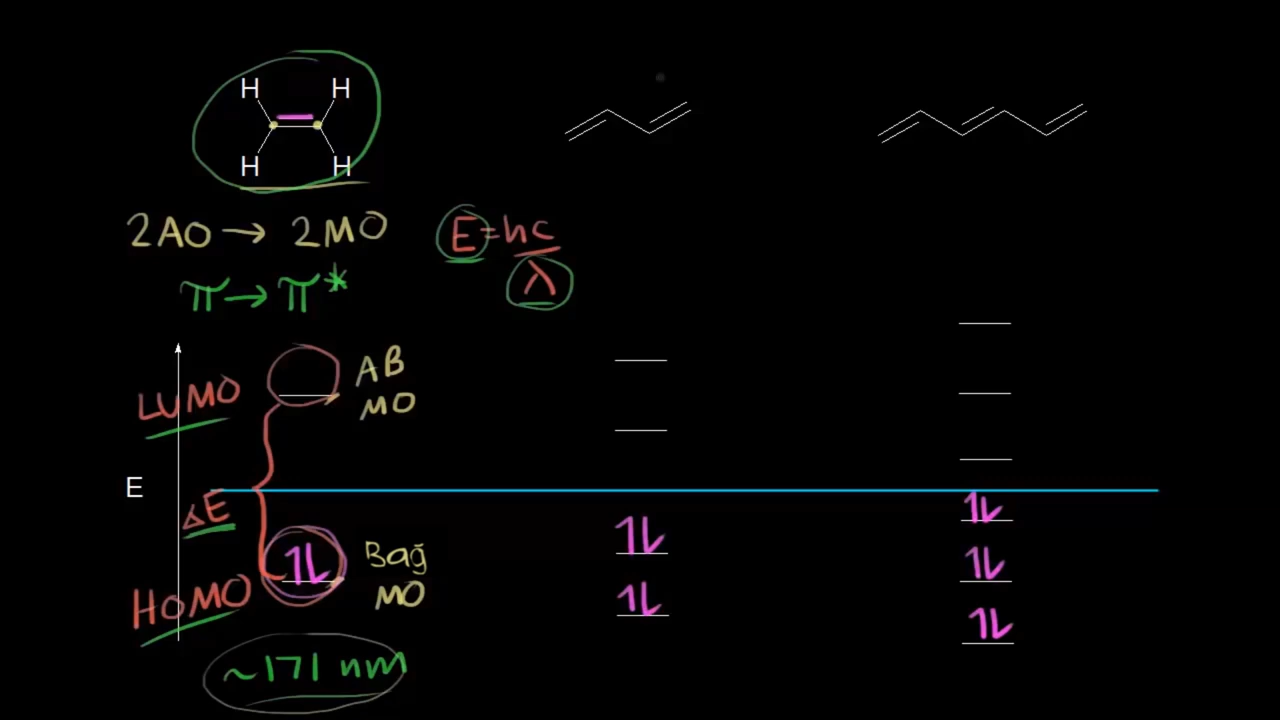 H H
H H
2AO → 2MO
π → π*
E = hc
λ
LUMO
AB
MO
E
ΔE
HOMO
Bağ
MO
~171 nm